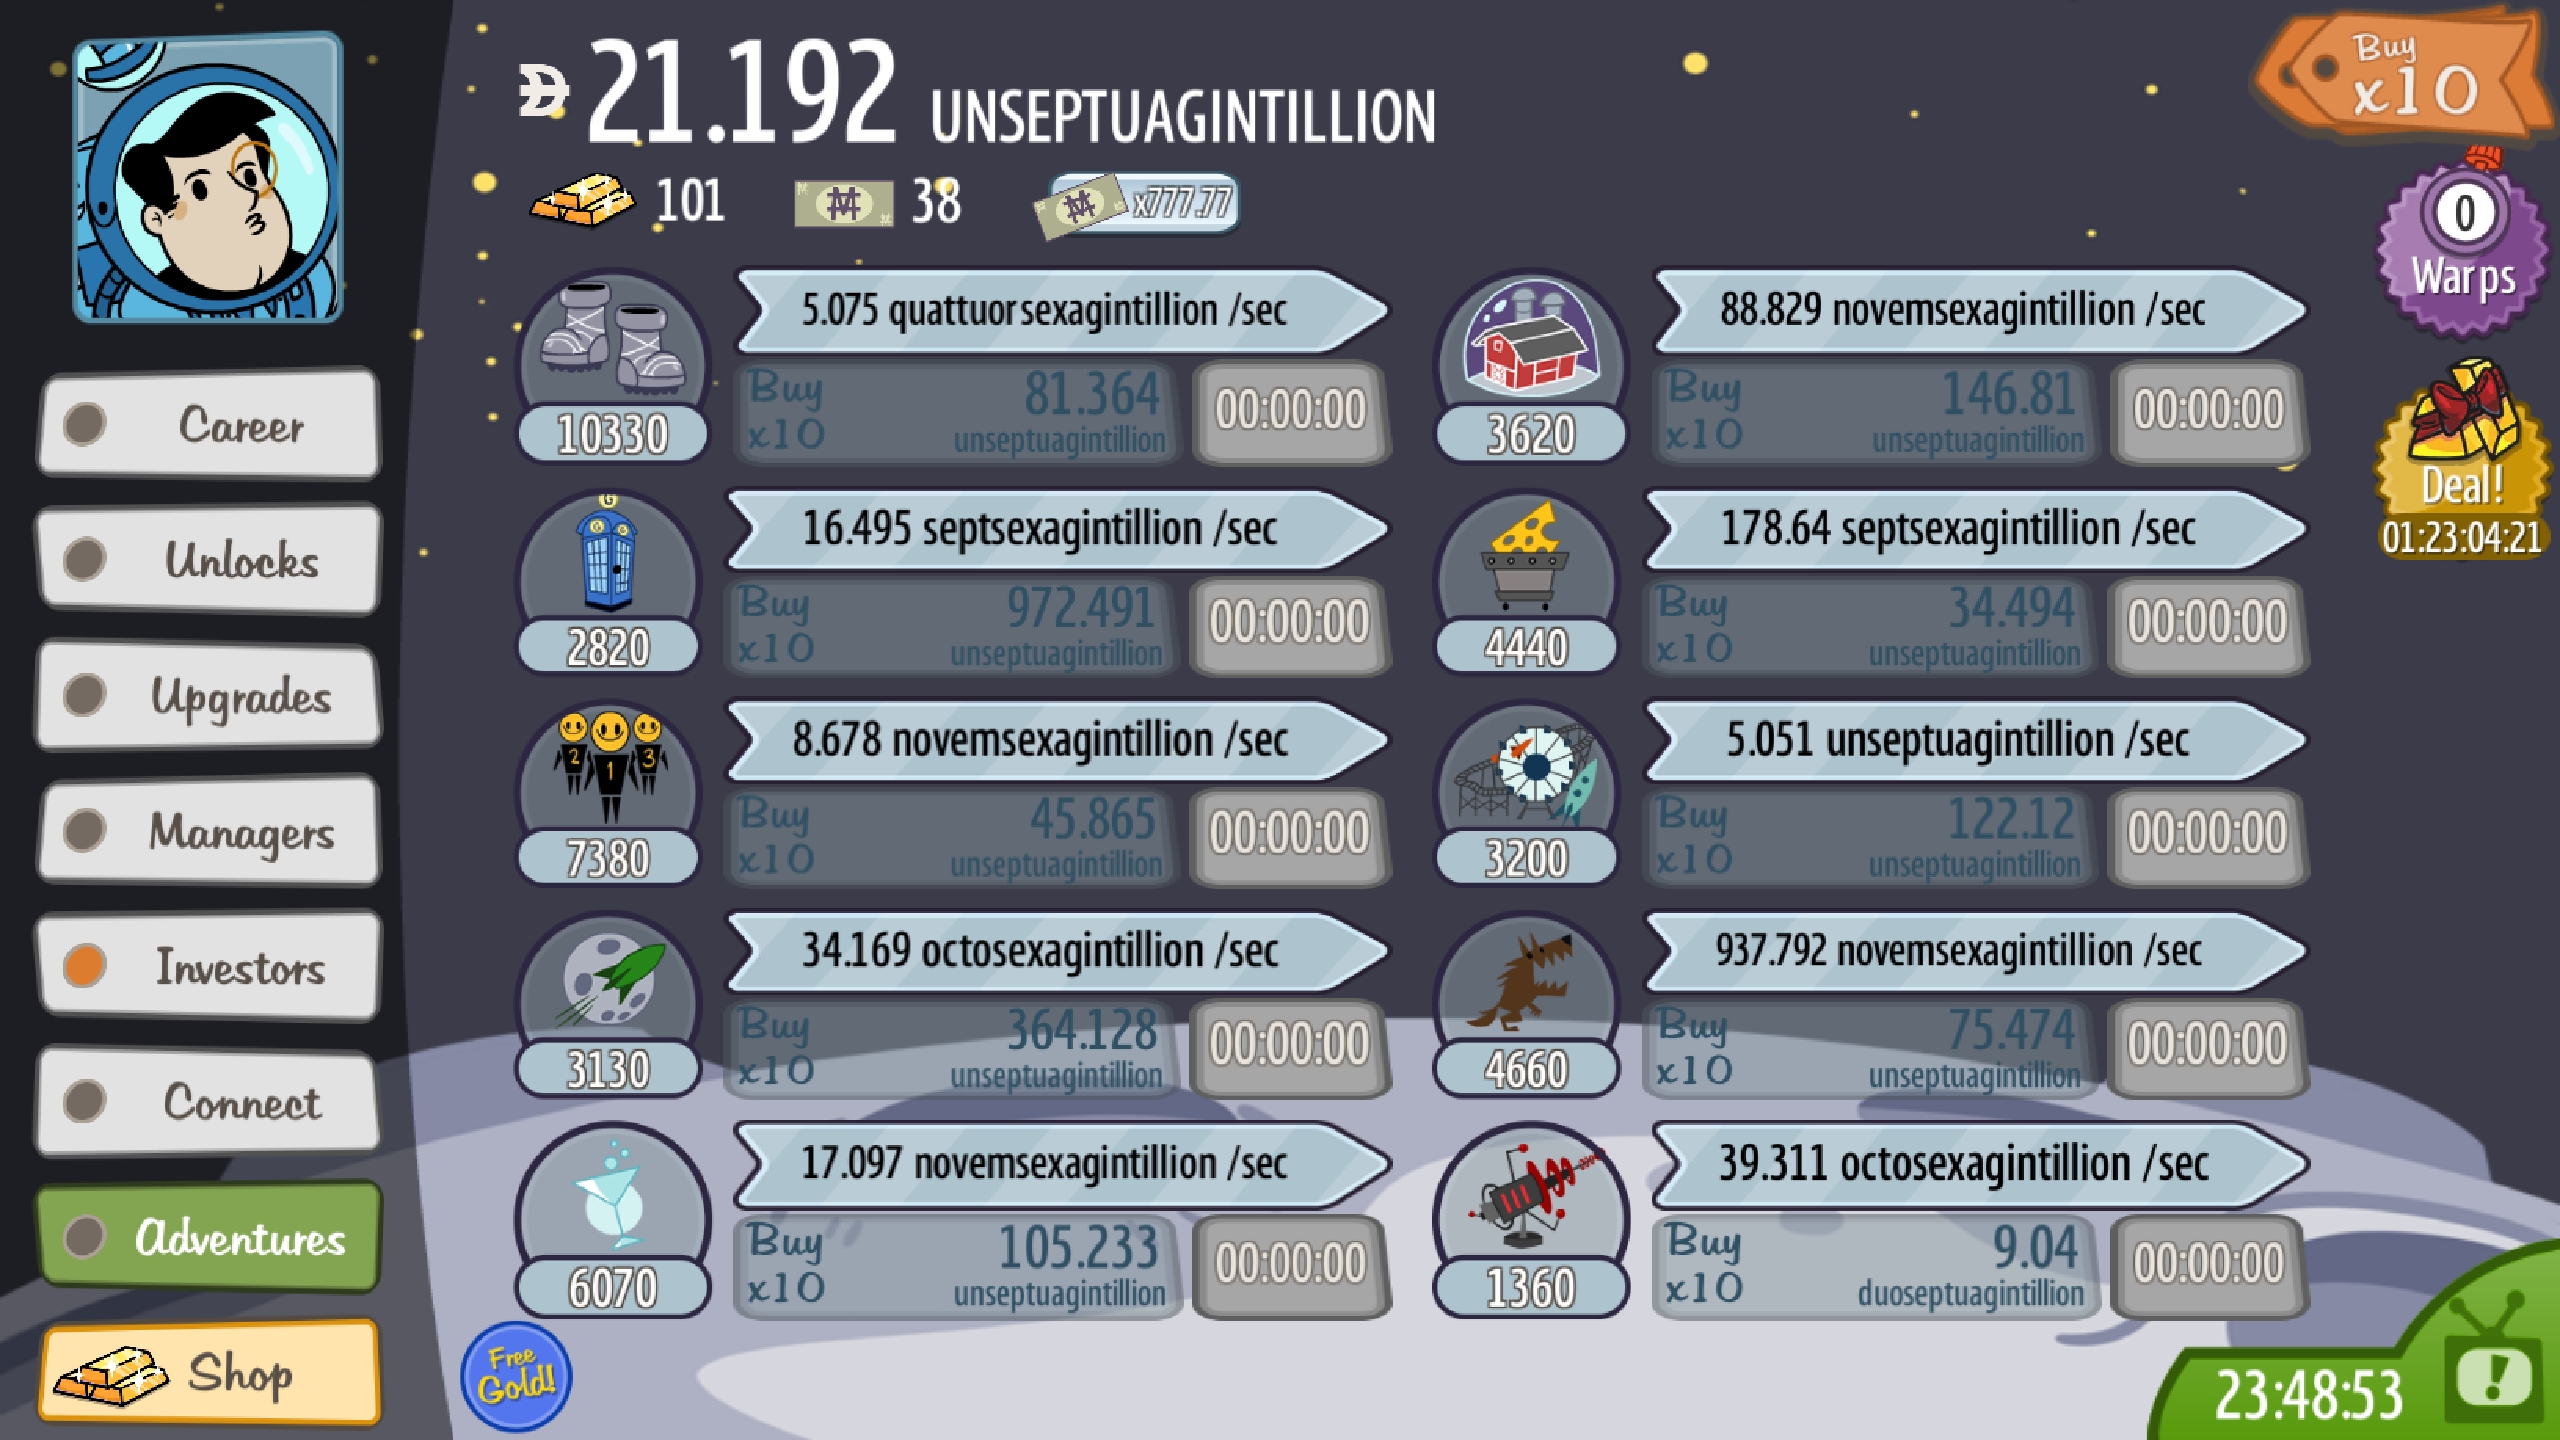 21.192 UNSEPTUAGINTILLION
101 38 x777.77
Buy
x10
0
Warps
Deal!
01:23:04:21
Career
Unlocks
Upgrades
Managers
Investors
Connect
Adventures
Shop
5.075 quattuorsexagintillion /sec
Buy 81.364
x10 unseptuagintillion
00:00:00
10330
88.829 novemsexagintillion /sec
Buy 146.81
x10 unseptuagintillion
00:00:00
3620
G
G G
16.495 septsexagintillion /sec
Buy 972.491
x10 unseptuagintillion
00:00:00
2820
178.64 septsexagintillion /sec
Buy 34.494
x10 unseptuagintillion
00:00:00
4440
2 1 3
8.678 novemsexagintillion /sec
Buy 45.865
x10 unseptuagintillion
00:00:00
7380
5.051 unseptuagintillion /sec
Buy 122.12
x10 unseptuagintillion
00:00:00
3200
34.169 octosexagintillion /sec
Buy 364.128
x10 unseptuagintillion
00:00:00
3130
937.792 novemsexagintillion /sec
Buy 75.474
x10 unseptuagintillion
00:00:00
4660
17.097 novemsexagintillion /sec
Buy 105.233
x10 unseptuagintillion
00:00:00
6070
39.311 octosexagintillion /sec
Buy 9.04
x10 duoseptuagintillion
00:00:00
1360
Free
Gold!
23:48:53
!